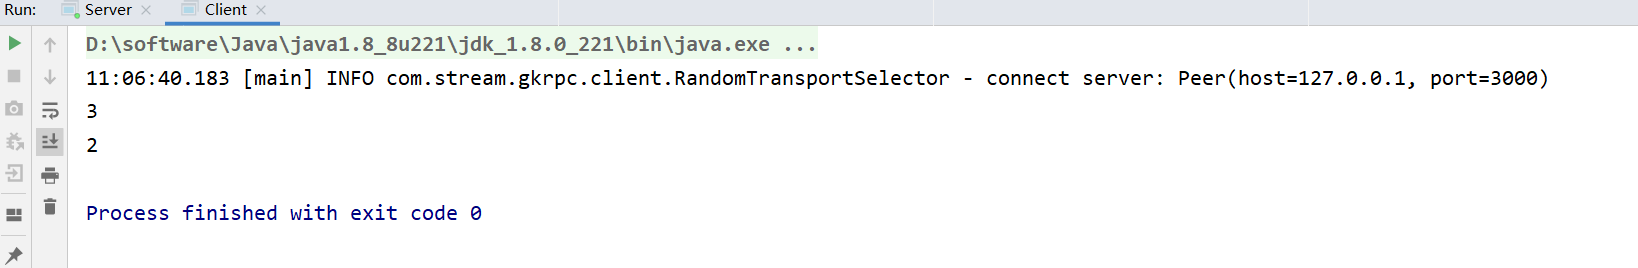 Run: Server × Client ×
D:\software\Java\java1.8_8u221\jdk_1.8.0_221\bin\java.exe ...
11:06:40.183 [main] INFO com.stream.gkrpc.client.RandomTransportSelector - connect server: Peer(host=127.0.0.1, port=3000)
3
2
Process finished with exit code 0